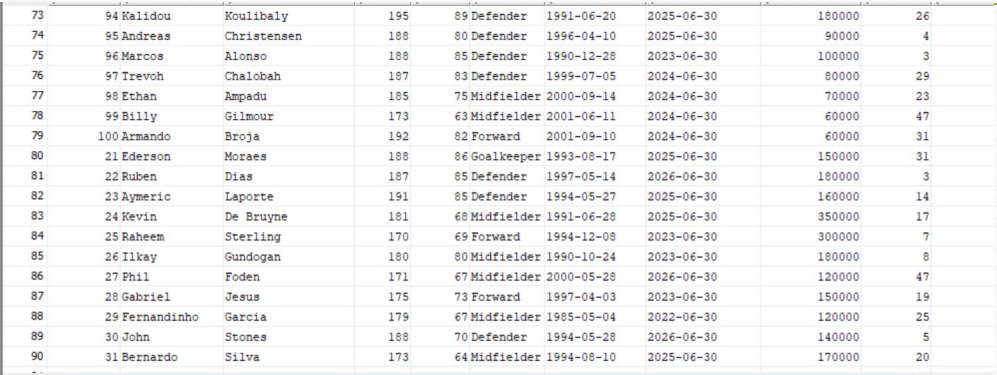 73 94 Kalidou Koulibaly 195 89 Defender 1991-06-20 2025-06-30 180000 26
74 95 Andreas Christensen 188 80 Defender 1996-04-10 2025-06-30 90000 4
75 96 Marcos Alonso 188 85 Defender 1990-12-28 2023-06-30 100000 3
76 97 Trevoh Chalobah 187 83 Defender 1999-07-05 2024-06-30 80000 29
77 98 Ethan Ampadu 185 75 Midfielder 2000-09-14 2024-06-30 70000 23
78 99 Billy Gilmour 173 63 Midfielder 2001-06-11 2024-06-30 60000 47
79 100 Armando Broja 192 82 Forward 2001-09-10 2024-06-30 60000 31
80 21 Ederson Moraes 188 86 Goalkeeper 1993-08-17 2025-06-30 150000 31
81 22 Ruben Dias 187 85 Defender 1997-05-14 2026-06-30 180000 3
82 23 Aymeric Laporte 191 85 Defender 1994-05-27 2025-06-30 160000 14
83 24 Kevin De Bruyne 181 68 Midfielder 1991-06-28 2025-06-30 350000 17
84 25 Raheem Sterling 170 69 Forward 1994-12-08 2023-06-30 300000 7
85 26 Ilkay Gundogan 180 80 Midfielder 1990-10-24 2023-06-30 180000 8
86 27 Phil Foden 171 67 Midfielder 2000-05-28 2026-06-30 120000 47
87 28 Gabriel Jesus 175 73 Forward 1997-04-03 2023-06-30 150000 19
88 29 Fernandinho Garcia 179 67 Midfielder 1985-05-04 2022-06-30 120000 25
89 30 John Stones 188 70 Defender 1994-05-28 2026-06-30 140000 5
90 31 Bernardo Silva 173 64 Midfielder 1994-08-10 2025-06-30 170000 20